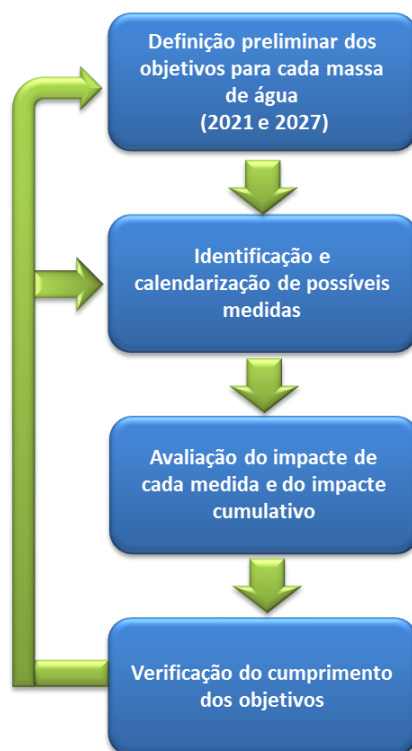 Definição preliminar dos
objetivos para cada massa
de água
(2021 e 2027)
Identificação e
calendarização de possíveis
medidas
Avaliação do impacte de
cada medida e do impacte
cumulativo
Verificação do cumprimento
dos objetivos